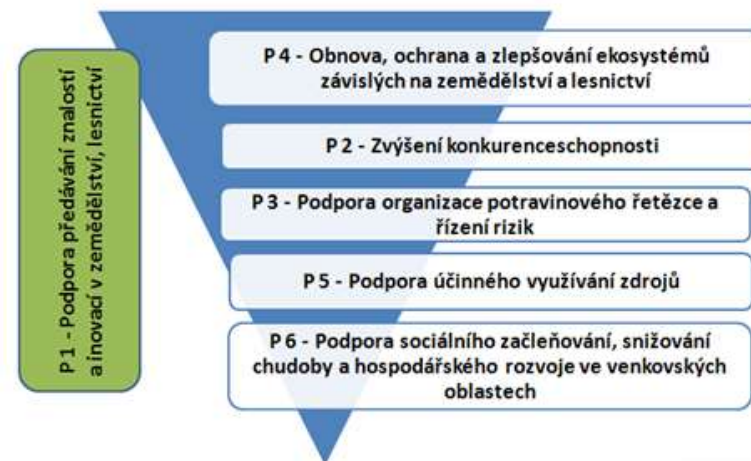 P 1 - Podpora předávání znalostí
a inovací v zemědělství, lesnictví
P 4 - Obnova, ochrana a zlepšování ekosystémů
závislých na zemědělství a lesnictví
P 2 - Zvýšení konkurenceschopnosti
P 3 - Podpora organizace potravinového řetězce a
řízení rizik
P 5 - Podpora účinného využívání zdrojů
P 6 - Podpora sociálního začleňování, snižování
chudoby a hospodářského rozvoje ve venkovských
oblastech